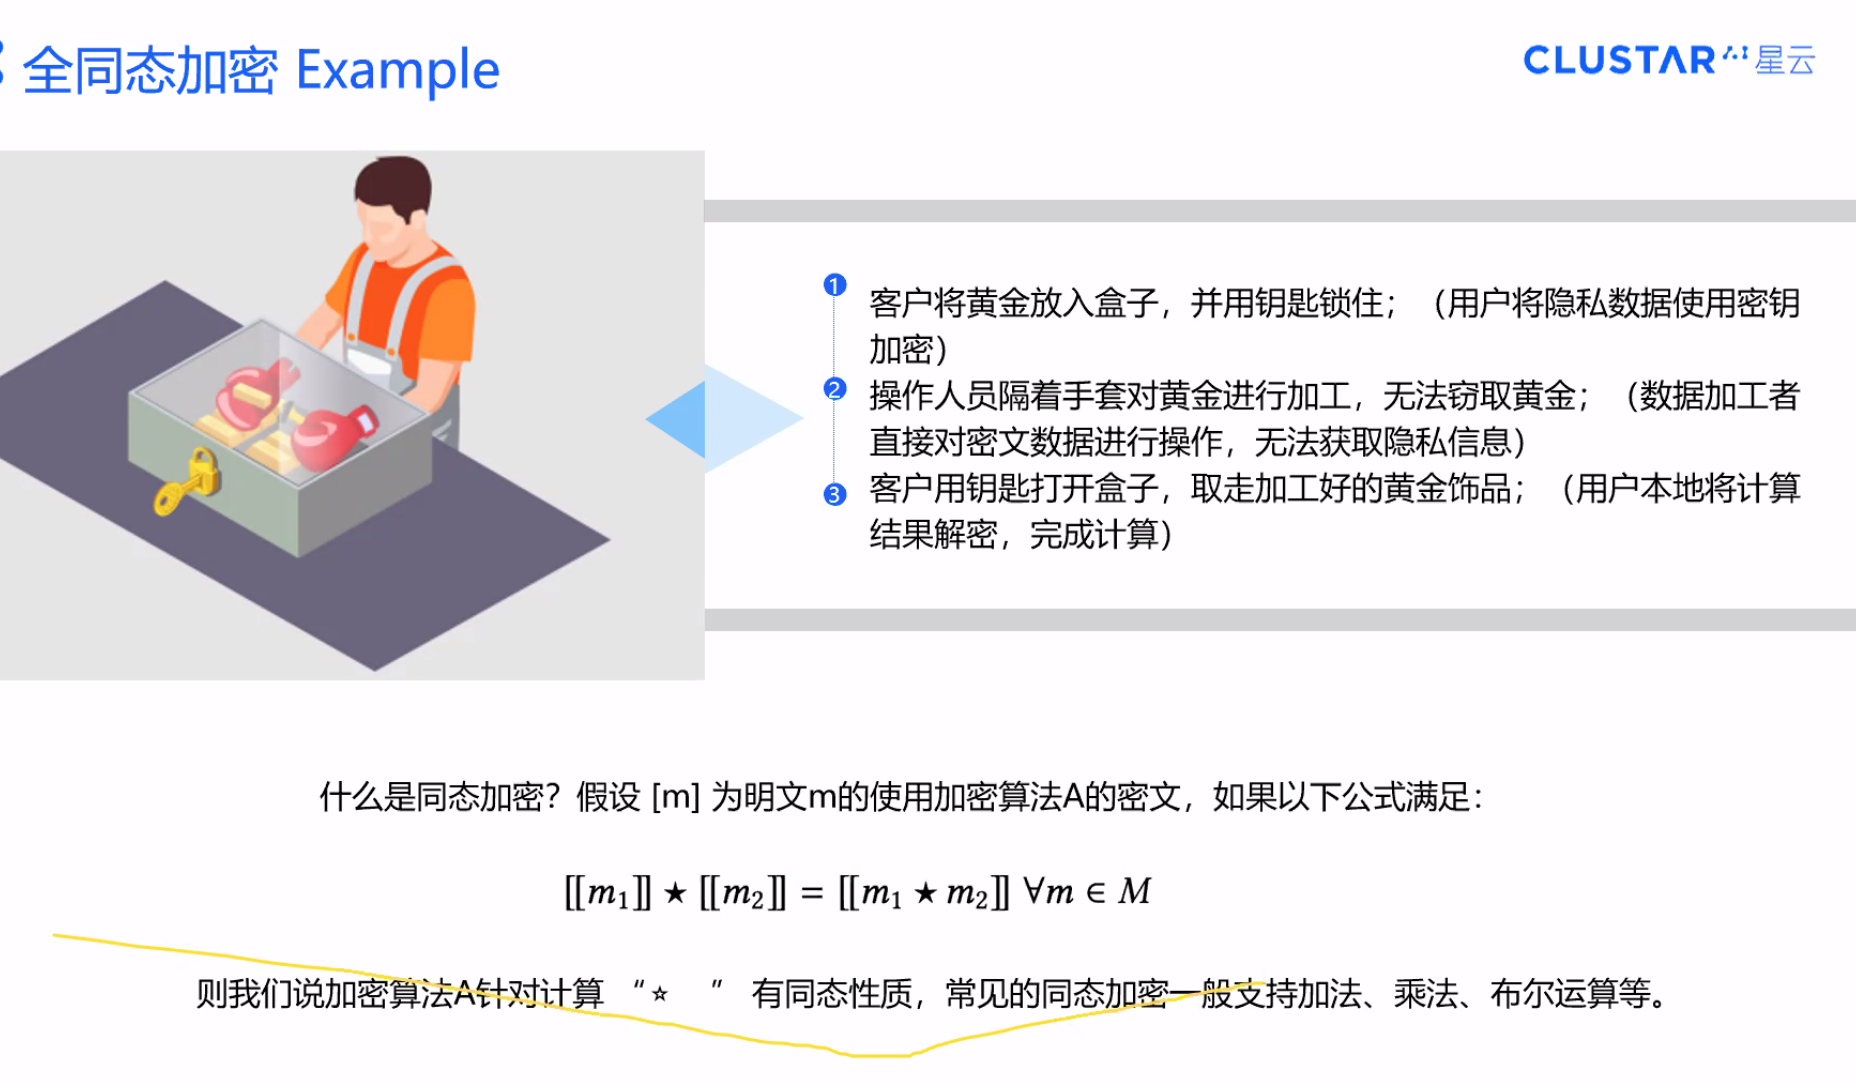 全同态加密 Example
CLUSTAR 星云
1 客户将黄金放入盒子，并用钥匙锁住；（用户将隐私数据使用密钥
加密）
2 操作人员隔着手套对黄金进行加工，无法窃取黄金；（数据加工者
直接对密文数据进行操作，无法获取隐私信息）
3 客户用钥匙打开盒子，取走加工好的黄金饰品；（用户本地将计算
结果解密，完成计算）
什么是同态加密？假设 [m] 为明文m的使用加密算法A的密文，如果以下公式满足：
⟦m₁⟧ ★ ⟦m₂⟧ = ⟦m₁ ★ m₂⟧ ∀m ∈ M
则我们说加密算法A针对计算 “☆ ” 有同态性质，常见的同态加密一般支持加法、乘法、布尔运算等。